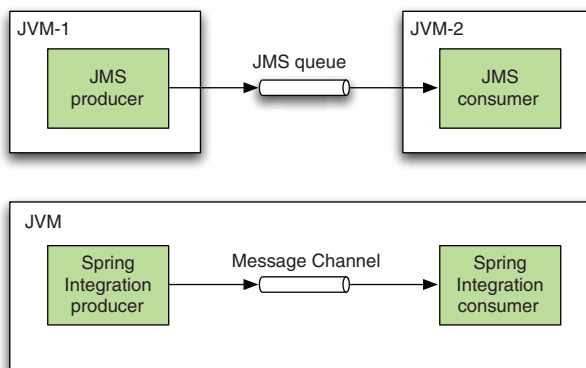 JVM-1
JVM-2
JMS queue
JMS
producer
JMS
consumer
JVM
Message Channel
Spring
Integration
producer
Spring
Integration
consumer